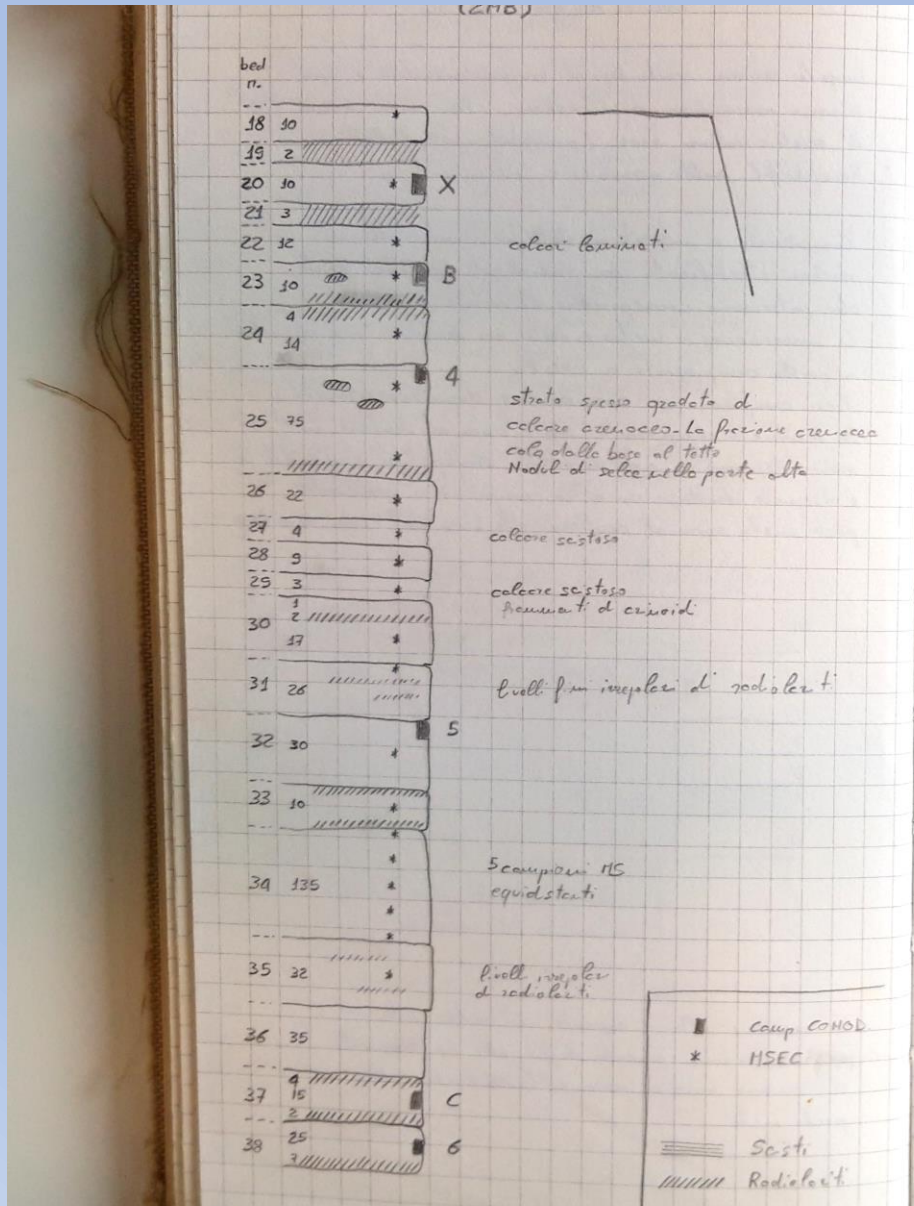 (ZMB)
bed
n.
18 10
19 2
20 10 X
21 3
22 12
calcari laminati
23 10 B
4
24
14
4
strato spesso gradato di
25 75
calcare arenaceo. La frazione arenacea
cala dalla base al tetto
Noduli di selce nella parte alta
26 22
27 4
calcare scistoso
28 9
29 3
calcare scistoso
1
frammenti di crinoidi
30 2
17
31 26
livelli fini irregolari di radiolariti
32 30 5
33 10
34 135
5 campioni MS
equidistanti
35 32
livelli irregolari
di radiolariti
36 35
4
37 15 C
2
38 25 6
7
Camp CONOD.
* MSEC
Scisti
Radiolariti